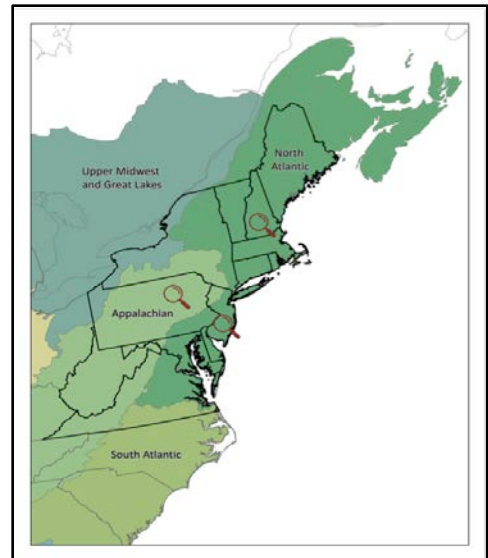 North
Atlantic
Upper Midwest
and Great Lakes
Appalachian
South Atlantic